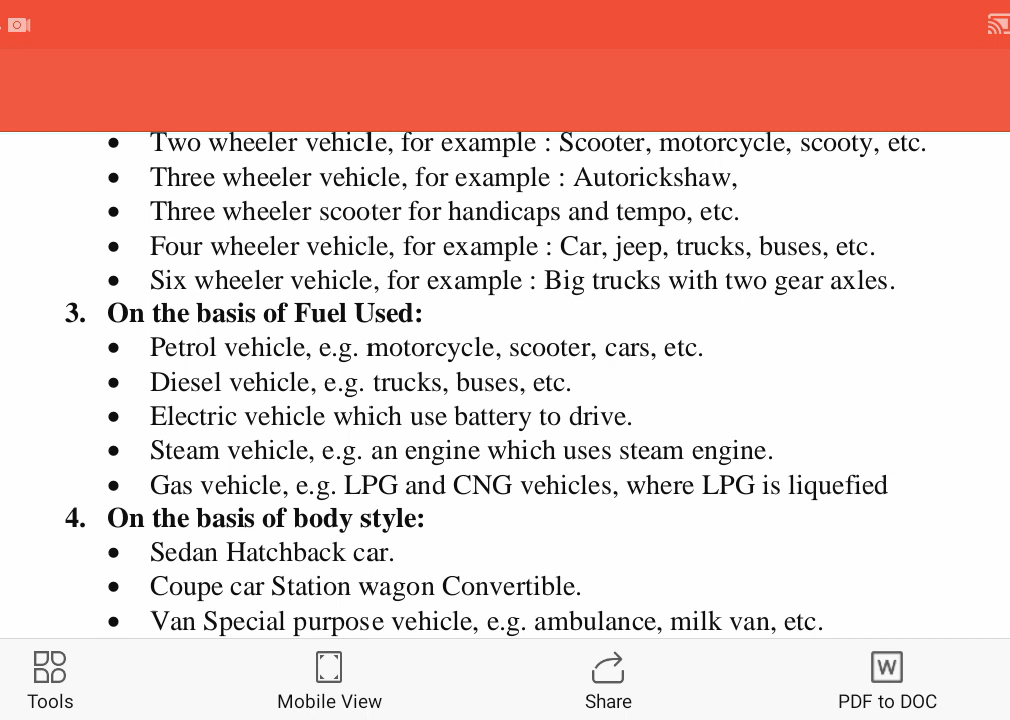 • Two wheeler vehicle, for example : Scooter, motorcycle, scooty, etc.
• Three wheeler vehicle, for example : Autorickshaw,
• Three wheeler scooter for handicaps and tempo, etc.
• Four wheeler vehicle, for example : Car, jeep, trucks, buses, etc.
• Six wheeler vehicle, for example : Big trucks with two gear axles.
3. On the basis of Fuel Used:
• Petrol vehicle, e.g. motorcycle, scooter, cars, etc.
• Diesel vehicle, e.g. trucks, buses, etc.
• Electric vehicle which use battery to drive.
• Steam vehicle, e.g. an engine which uses steam engine.
• Gas vehicle, e.g. LPG and CNG vehicles, where LPG is liquefied
4. On the basis of body style:
• Sedan Hatchback car.
• Coupe car Station wagon Convertible.
• Van Special purpose vehicle, e.g. ambulance, milk van, etc.
Tools Mobile View Share PDF to DOC